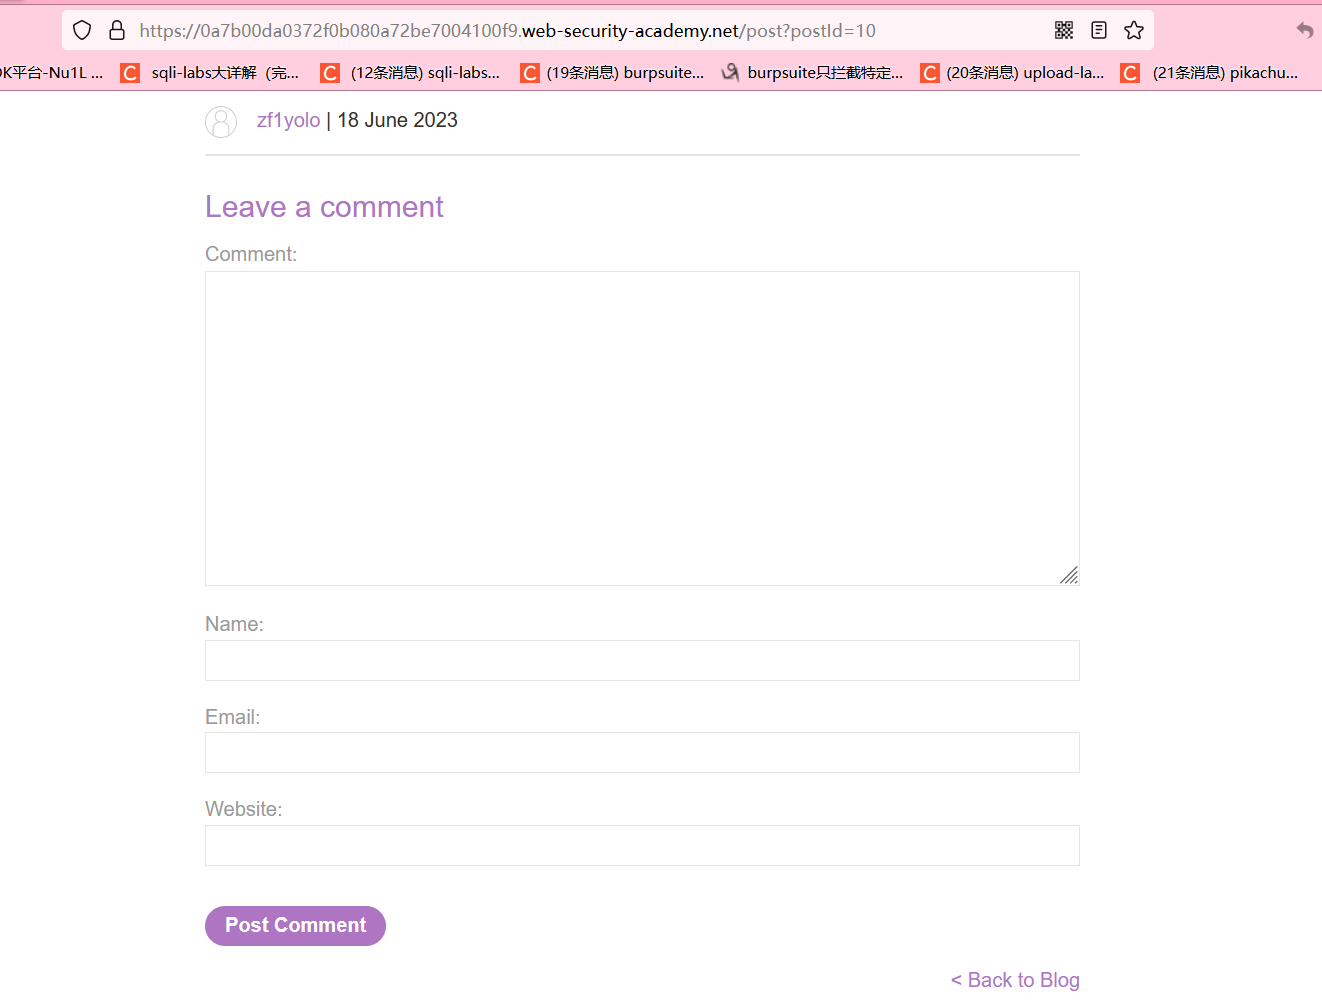 https://0a7b00da0372f0b080a72be7004100f9.web-security-academy.net/post?postId=10
K平台-Nu1L ... sqli-labs大详解（完... (12条消息) sqli-labs... (19条消息) burpsuite... burpsuite只拦截特定... (20条消息) upload-la... (21条消息) pikachu...
zf1yolo | 18 June 2023
Leave a comment
Comment:
Name:
Email:
Website:
Post Comment
< Back to Blog